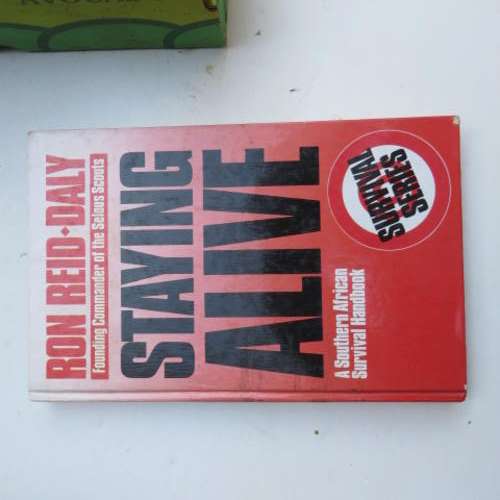 RON REID-DALY
Founding Commander of the Selous Scouts
STAYING
ALIVE
SURVIVAL
SERIES
A Southern African
Survival Handbook